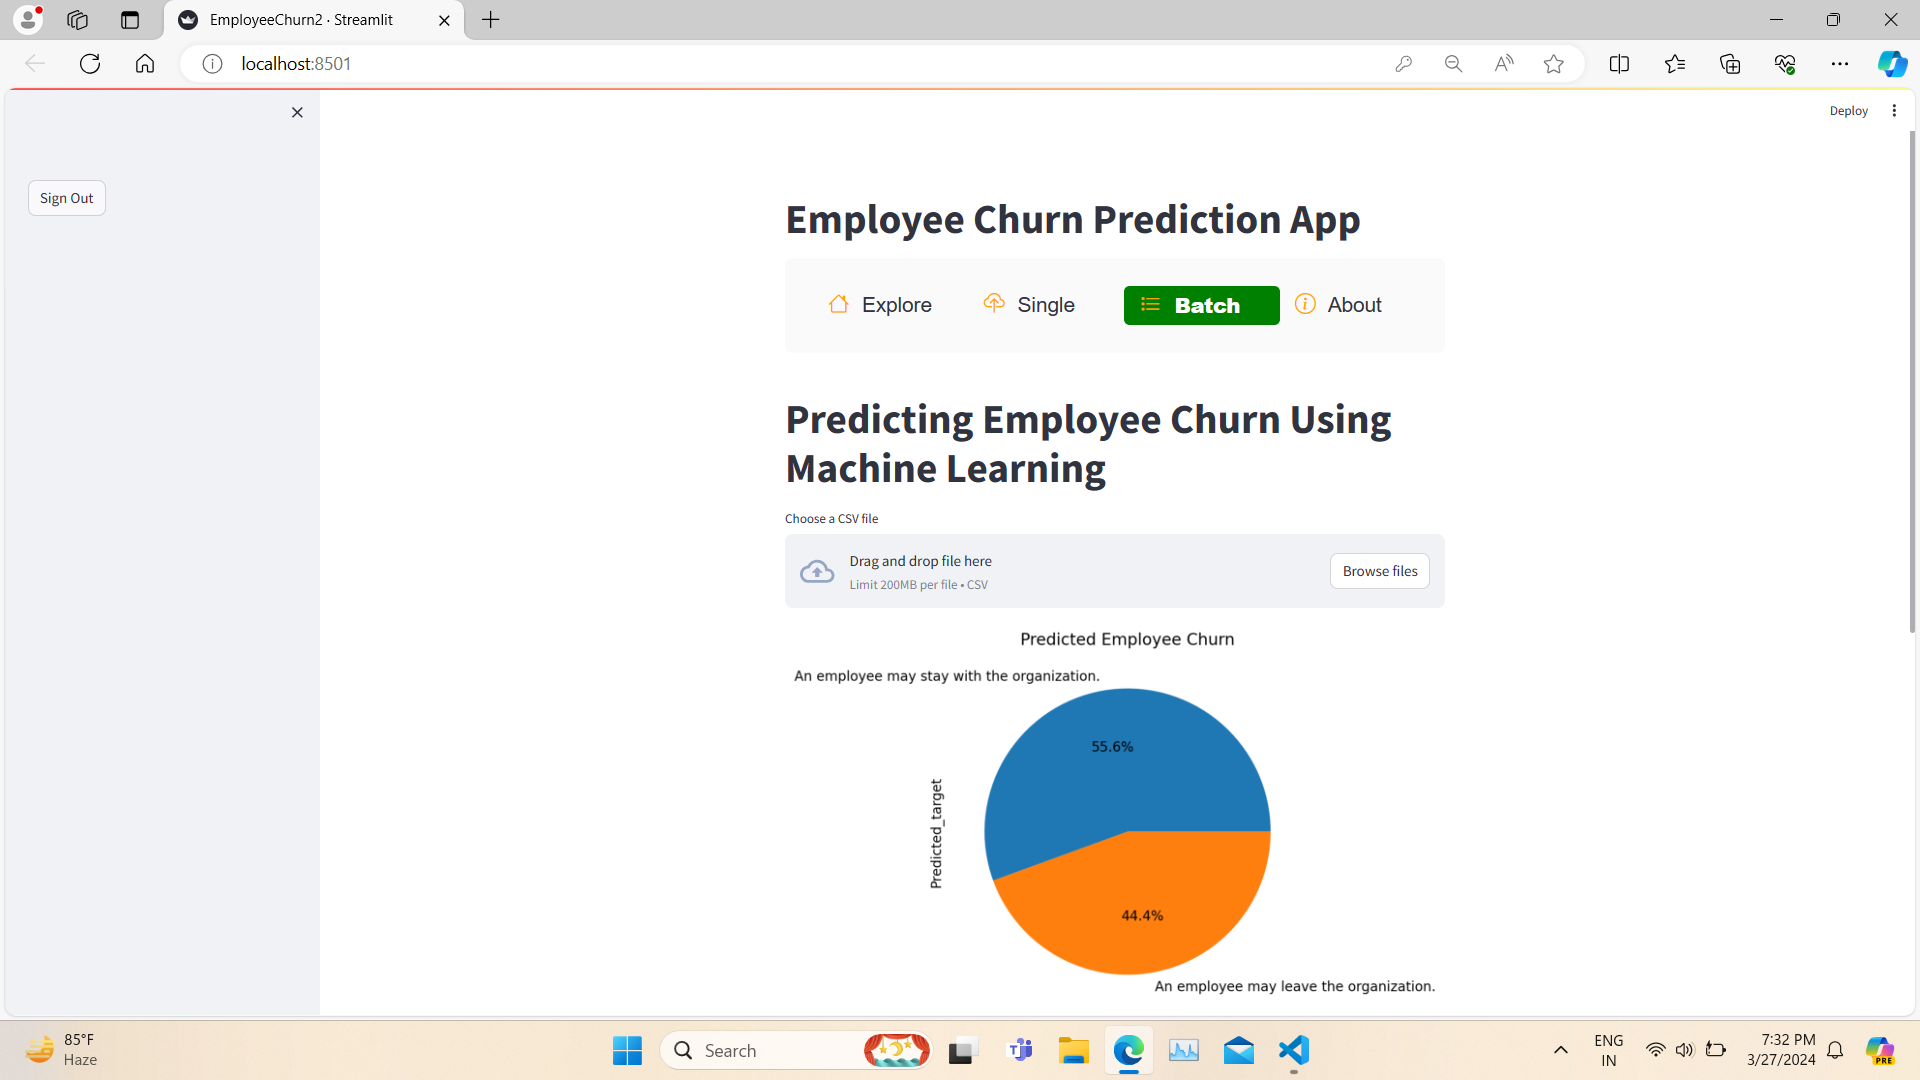 EmployeeChurn2 · Streamlit
localhost:8501
Deploy
Sign Out
Employee Churn Prediction App
Explore
Single
Batch
About
Predicting Employee Churn Using
Machine Learning
Choose a CSV file
Drag and drop file here
Limit 200MB per file • CSV
Browse files
Predicted Employee Churn
An employee may stay with the organization.
55.6%
Predicted_target
44.4%
An employee may leave the organization.
85°F
Haze
Search
ENG
IN
7:32 PM
3/27/2024
PRE